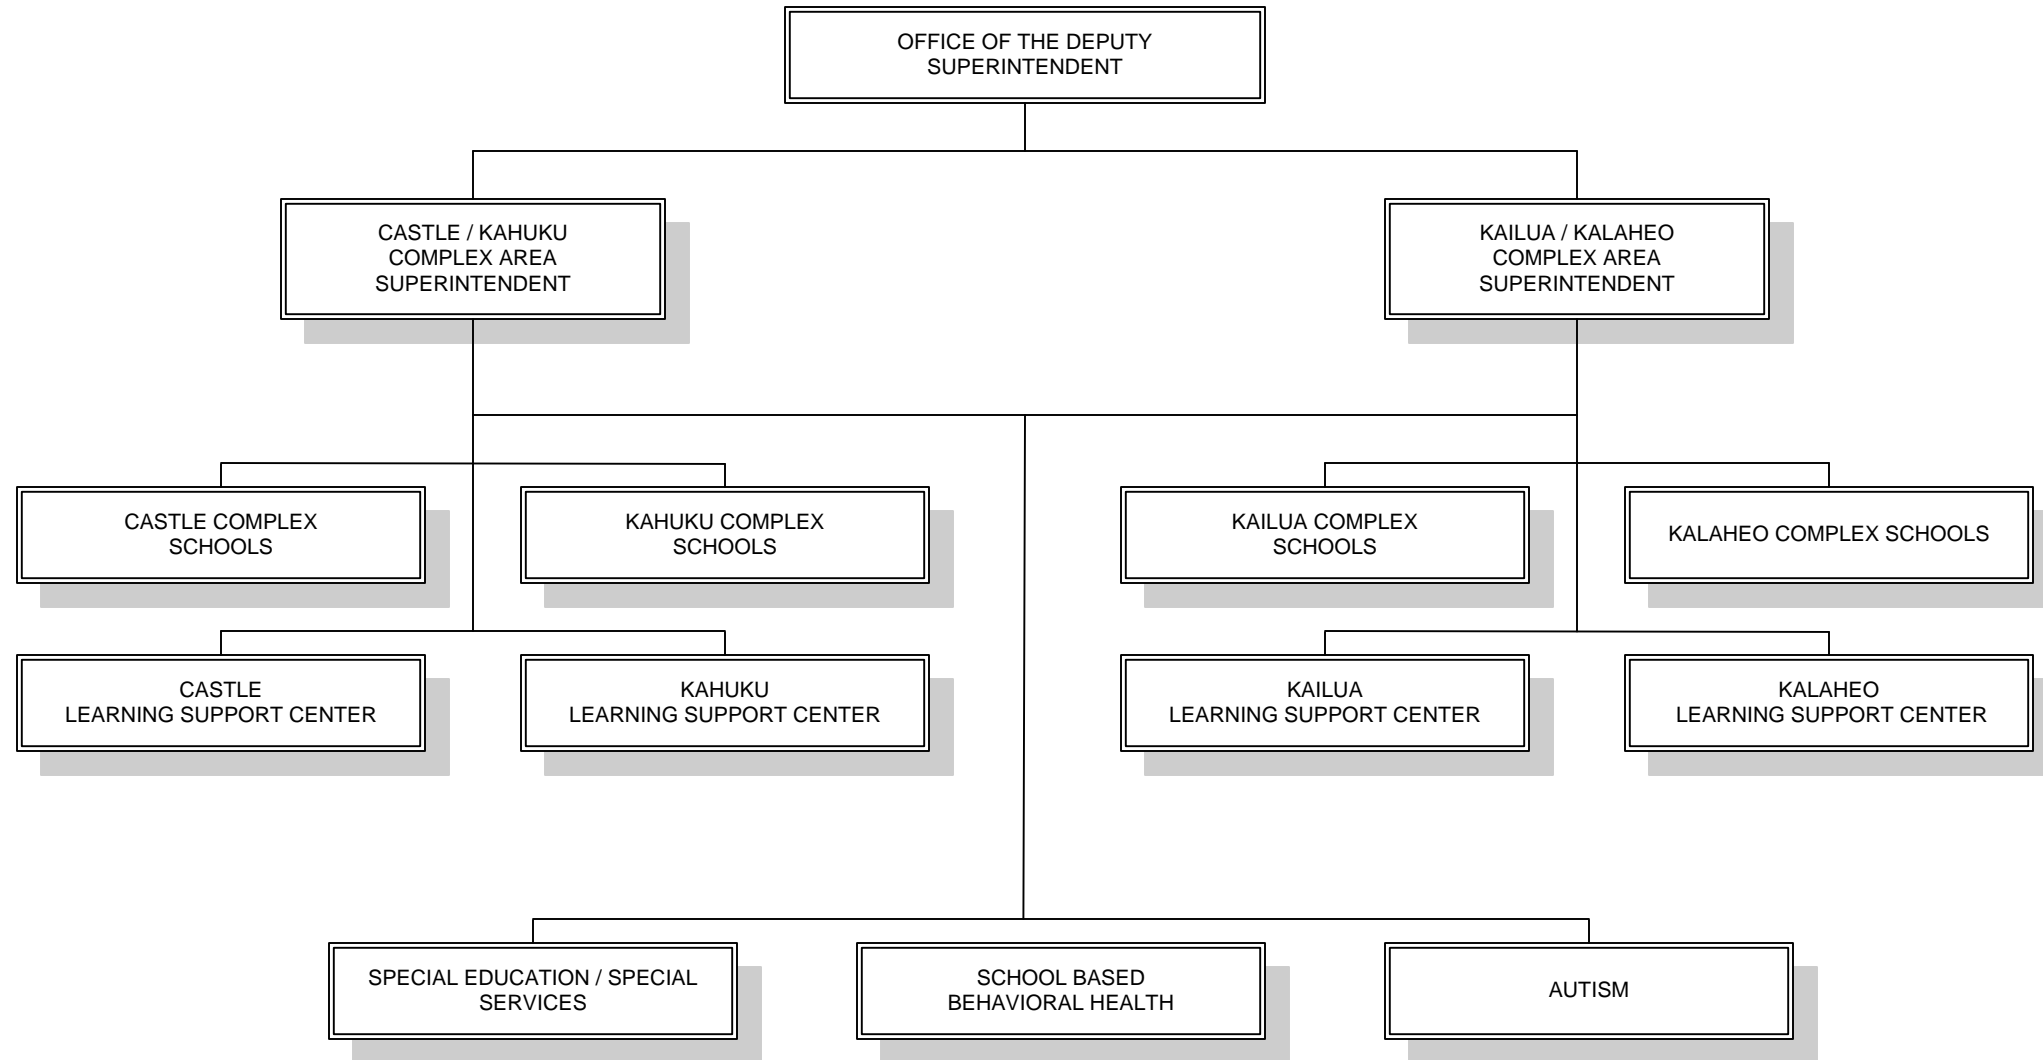 OFFICE OF THE DEPUTY
SUPERINTENDENT
CASTLE / KAHUKU
COMPLEX AREA
SUPERINTENDENT
KAILUA / KALAHEO
COMPLEX AREA
SUPERINTENDENT
CASTLE COMPLEX
SCHOOLS
KAHUKU COMPLEX
SCHOOLS
KAILUA COMPLEX
SCHOOLS
KALAHEO COMPLEX SCHOOLS
CASTLE
LEARNING SUPPORT CENTER
KAHUKU
LEARNING SUPPORT CENTER
KAILUA
LEARNING SUPPORT CENTER
KALAHEO
LEARNING SUPPORT CENTER
SPECIAL EDUCATION / SPECIAL
SERVICES
SCHOOL BASED
BEHAVIORAL HEALTH
AUTISM